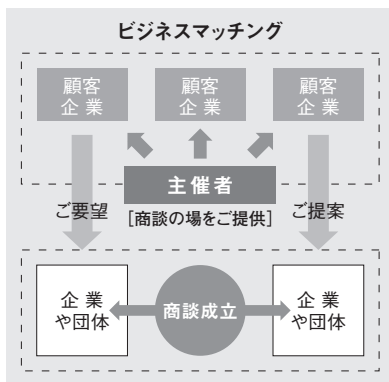 ビジネスマッチング
顧客
企業
顧客
企業
顧客
企業
主催者
ご要望
[商談の場をご提供]
ご提案
企業
や団体
商談成立
企業
や団体